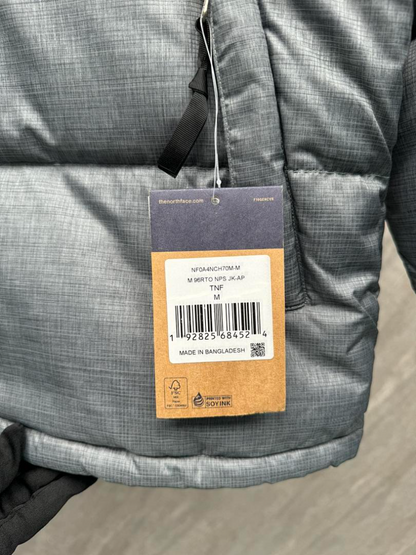 thenorthface.com
NF0A4NCH70M-M
M 96RTO NPS JK-AP
TNF
M
1 92825 68452 4
MADE IN BANGLADESH
FSC
PRINTED WITH
SOY INK